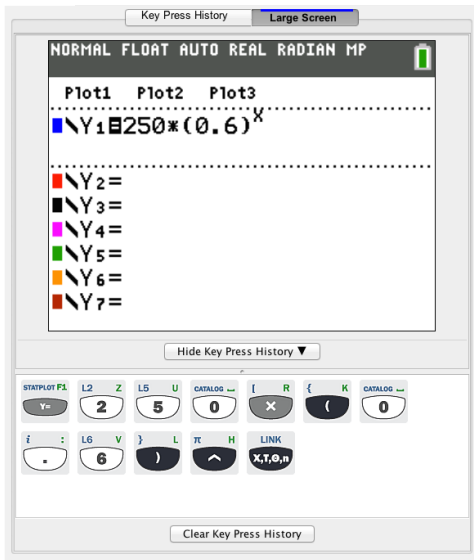 Key Press History Large Screen
NORMAL FLOAT AUTO REAL RADIAN MP
Plot1 Plot2 Plot3
\Y₁=250*(0.6)ˣ
\Y₂=
\Y₃=
\Y₄=
\Y₅=
\Y₆=
\Y₇=
Hide Key Press History ▼
STATPLOT F1 L2 Z L5 U CATALOG ⎵ [ R { K CATALOG ⎵
Y= 2 5 0 × ( 0
i : L6 V } L π H LINK
. 6 ) ^ X,T,Θ,n
Clear Key Press History